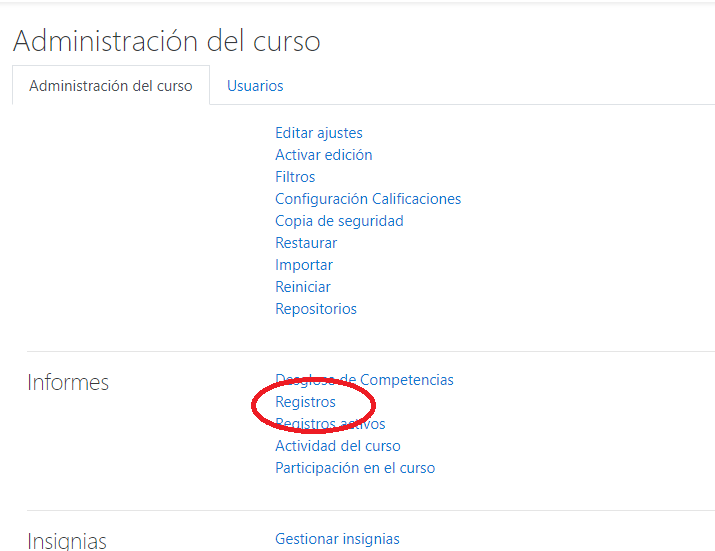 Administración del curso
Administración del curso Usuarios
Editar ajustes
Activar edición
Filtros
Configuración Calificaciones
Copia de seguridad
Restaurar
Importar
Reiniciar
Repositorios
Informes
Desglose de Competencias
Registros
Registros activos
Actividad del curso
Participación en el curso
Insignias
Gestionar insignias